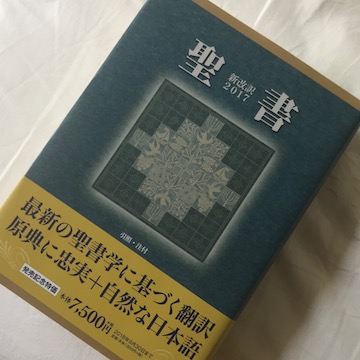 聖書
新改訳
2017
引照・注付
最新の聖書学に基づく翻訳
原典に忠実+自然な日本語
発売記念特価
本体7,500円